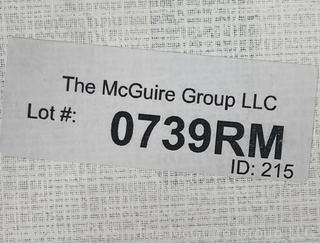 The McGuire Group LLC
Lot #: 0739RM
ID: 215